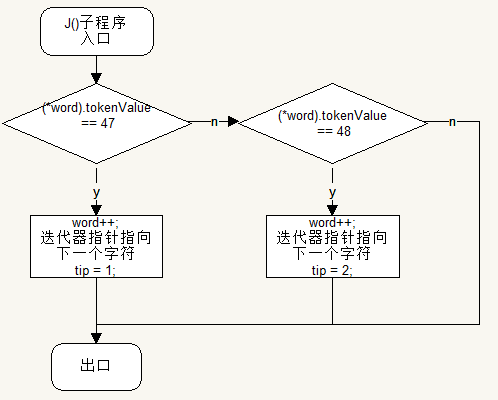 J()子程序
入口
(*word).tokenValue
== 47
n
(*word).tokenValue
== 48
n
y
y
word++;
迭代器指针指向
下一个字符
tip = 1;
word++;
迭代器指针指向
下一个字符
tip = 2;
出口